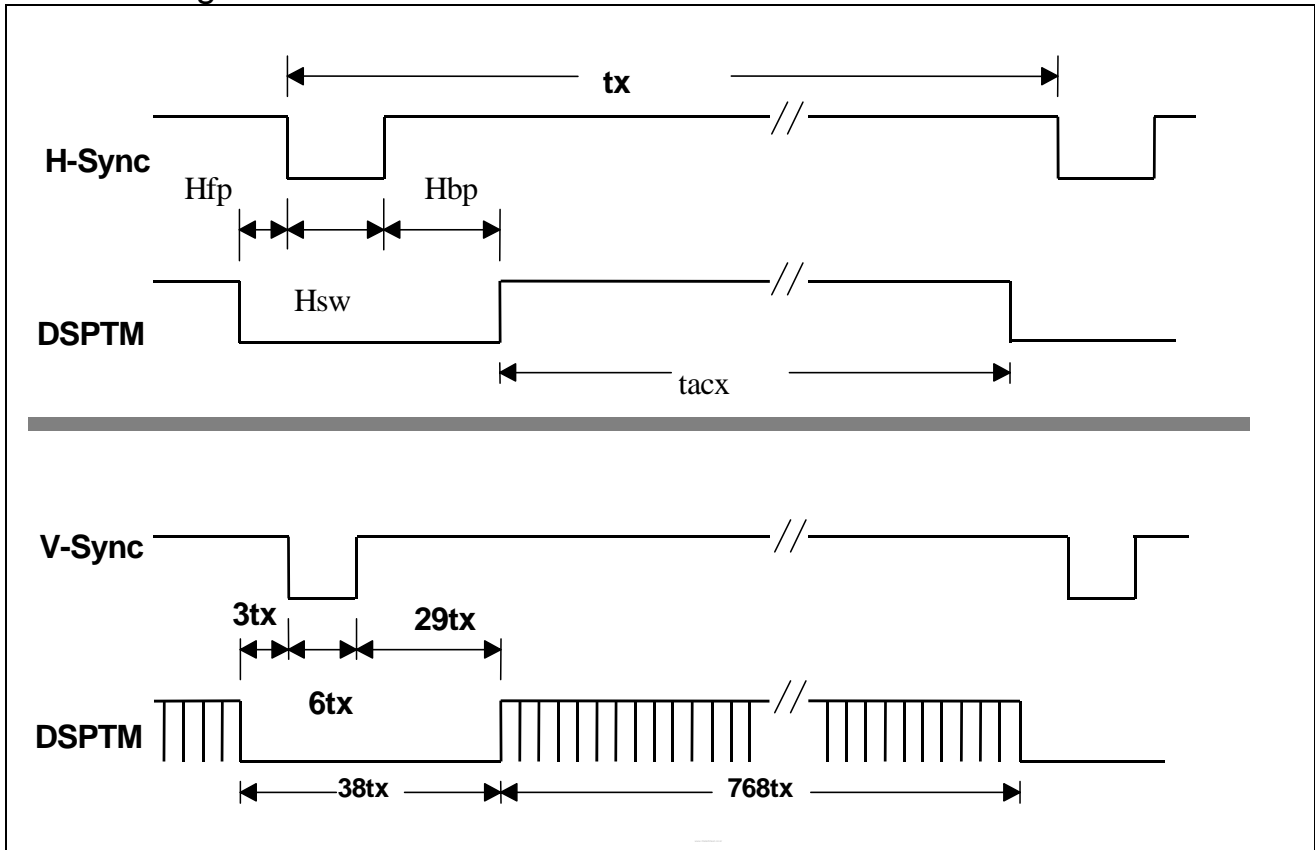 tx
H-Sync
Hfp
Hbp
Hsw
DSPTM
tacx
V-Sync
3tx
29tx
6tx
DSPTM
38tx
768tx